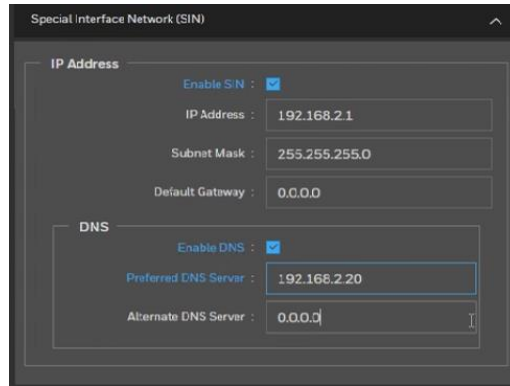 Special Interface Network (SIN)
IP Address
Enable SIN :
IP Address : 192.168.2.1
Subnet Mask : 255.255.255.0
Default Gateway : 0.0.0.0
DNS
Enable DNS :
Preferred DNS Server : 192.168.2.20
Alternate DNS Server : 0.0.0.0